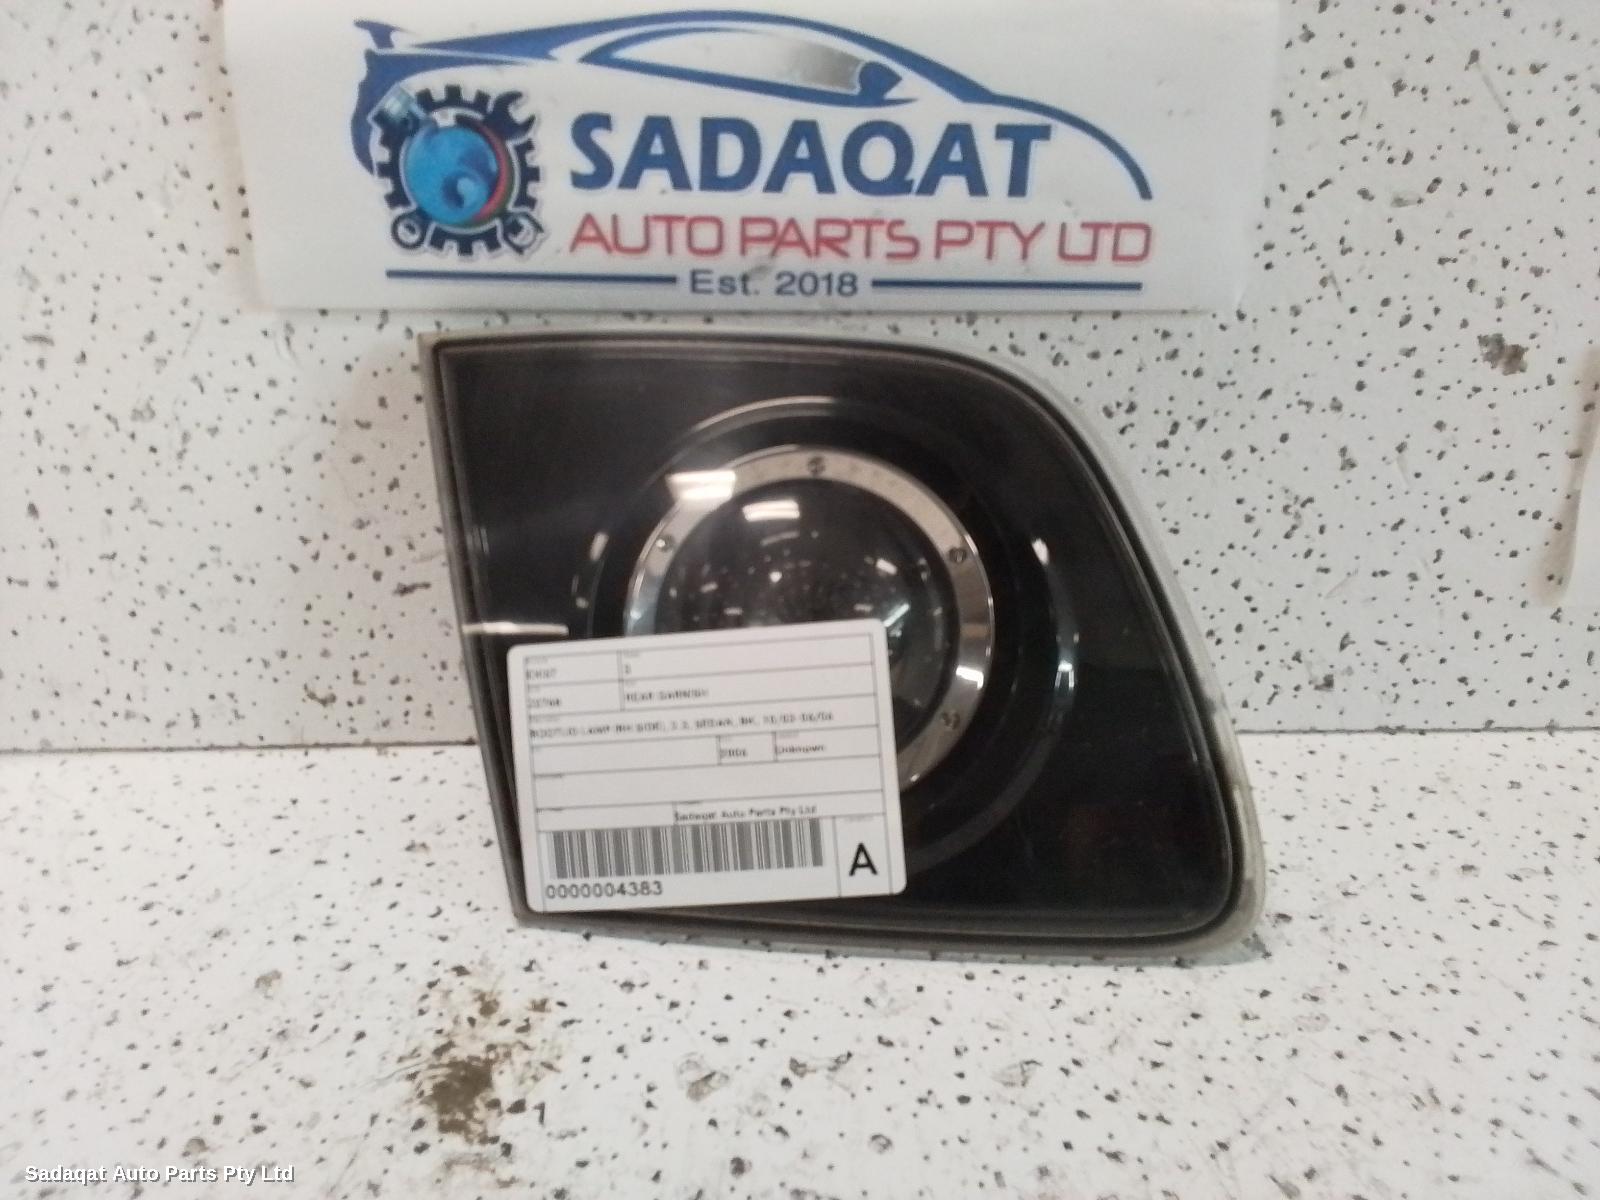 SADAQAT
AUTO PARTS PTY LTD
Est. 2018
3
REAR GARNISH
BOOTLID LAMP (RH SIDE), 2.3, SEDAN, BK, 10/03-06/06
Unknown
Sadaqat Auto Parts Pty Ltd
A
0000004383
Sadaqat Auto Parts Pty Ltd